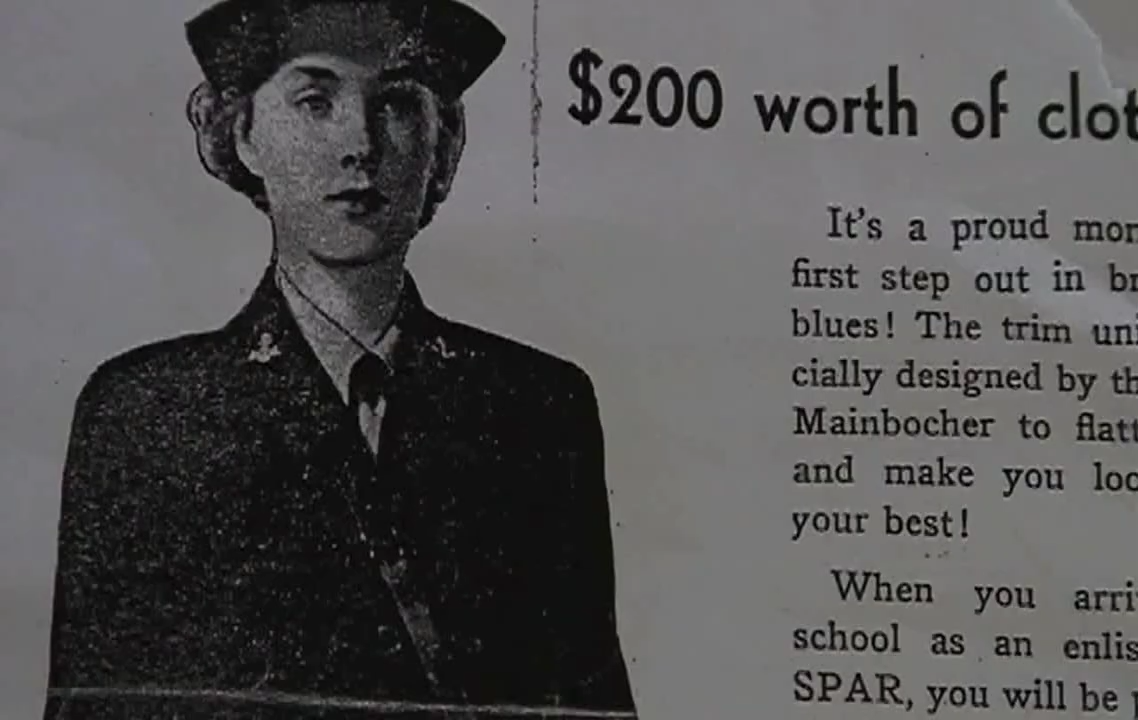 $200 worth of clot
It's a proud mor
first step out in br
blues! The trim uni
cially designed by th
Mainbocher to flatt
and make you loo
your best!
When you arri
school as an enlis
SPAR, you will be